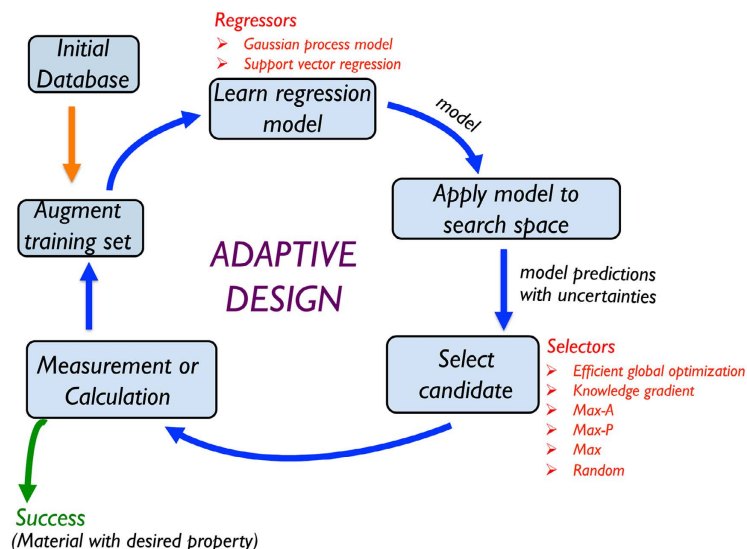 Initial
Database
Regressors
➢ Gaussian process model
➢ Support vector regression
Learn regression
model
model
Apply model to
search space
Augment
training set
ADAPTIVE
DESIGN
model predictions
with uncertainties
Measurement or
Calculation
Select
candidate
Selectors
➢ Efficient global optimization
➢ Knowledge gradient
➢ Max-A
➢ Max-P
➢ Max
➢ Random
Success
(Material with desired property)